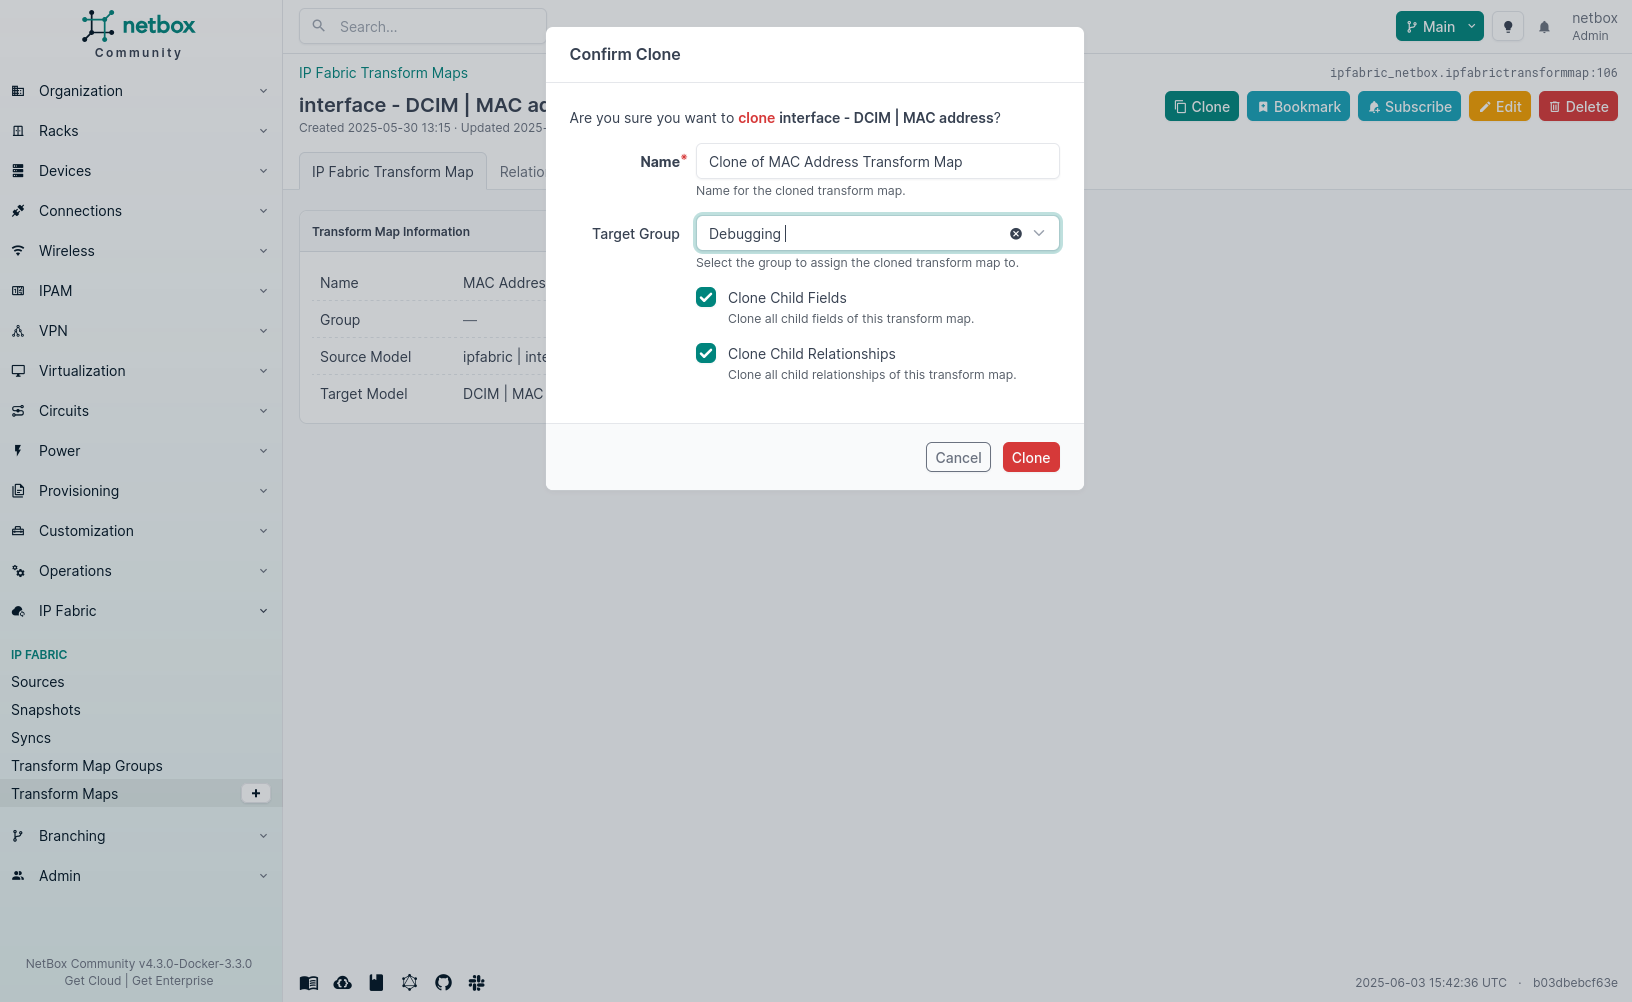 netbox
Community
Search...
Main
netbox
Admin
Organization
Racks
Devices
Connections
Wireless
IPAM
VPN
Virtualization
Circuits
Power
Provisioning
Customization
Operations
IP Fabric
IP FABRIC
Sources
Snapshots
Syncs
Transform Map Groups
Transform Maps
Branching
Admin
NetBox Community v4.3.0-Docker-3.3.0
Get Cloud | Get Enterprise
IP Fabric Transform Maps
ipfabric_netbox.ipfabrictransformmap:106
interface - DCIM | MAC ad
Created 2025-05-30 13:15 · Updated 2025-
Clone
Bookmark
Subscribe
Edit
Delete
IP Fabric Transform Map
Relatio
Transform Map Information
Name MAC Addres
Group —
Source Model ipfabric | inte
Target Model DCIM | MAC
Confirm Clone
Are you sure you want to clone interface - DCIM | MAC address?
Name* Clone of MAC Address Transform Map
Name for the cloned transform map.
Target Group Debugging
Select the group to assign the cloned transform map to.
Clone Child Fields
Clone all child fields of this transform map.
Clone Child Relationships
Clone all child relationships of this transform map.
Cancel
Clone
2025-06-03 15:42:36 UTC · b03dbebcf63e